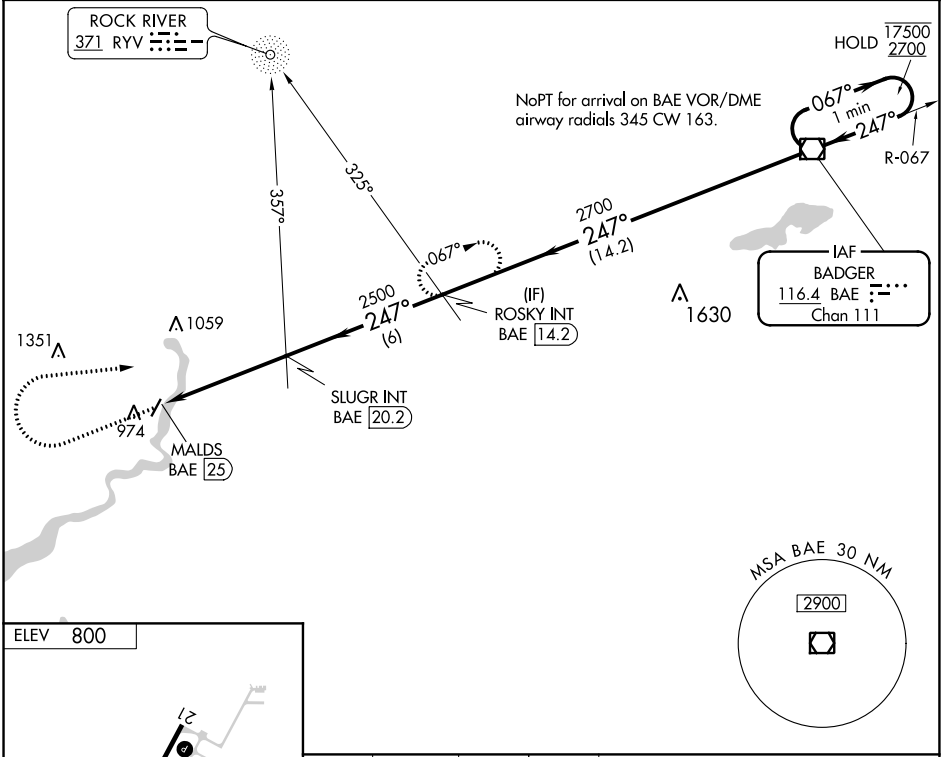 ROCK RIVER
371 RYV
HOLD 17500
2700
NoPT for arrival on BAE VOR/DME
airway radials 345 CW 163.
067°
1 min
247°
R-067
325°
357°
2700
247°
(14.2)
067°
IAF
BADGER
116.4 BAE
Chan 111
2500
247°
(6)
(IF)
ROSKY INT
BAE 14.2
1630
1059
1351
SLUGR INT
BAE 20.2
974
MALDS
BAE 25
MSA BAE 30 NM
2900
ELEV 800
21
P